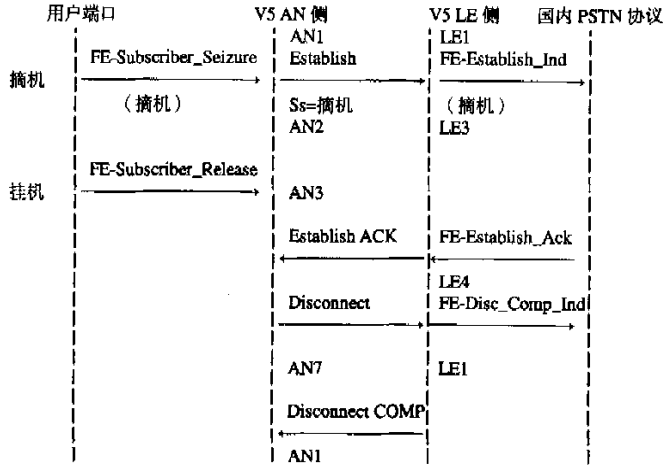 用户端口 V5 AN 侧 V5 LE 侧 国内 PSTN 协议
AN1 LE1
摘机 FE-Subscriber_Seizure Establish FE-Establish_Ind
（摘机） Ss=摘机 （摘机）
AN2 LE3
挂机 FE-Subscriber_Release
AN3
Establish ACK FE-Establish_Ack
LE4
Disconnect FE-Disc_Comp_Ind
AN7 LE1
Disconnect COMP
AN1